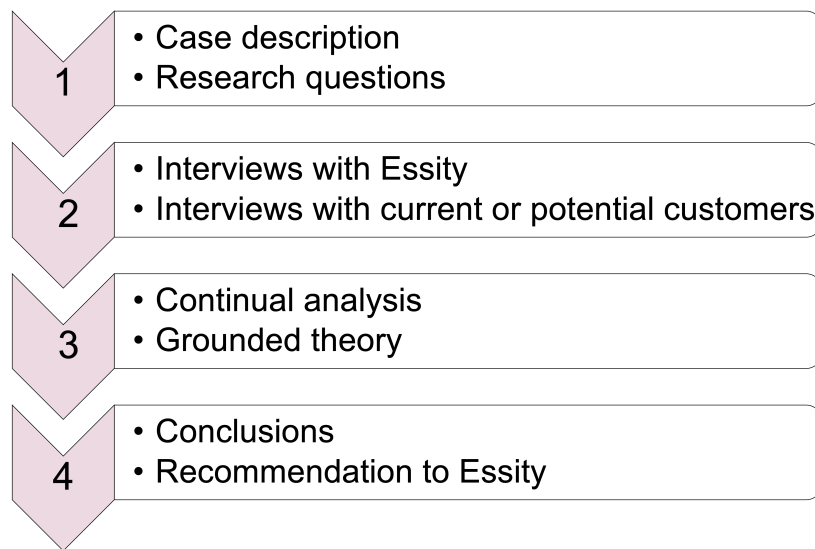 1
• Case description
• Research questions
2
• Interviews with Essity
• Interviews with current or potential customers
3
• Continual analysis
• Grounded theory
4
• Conclusions
• Recommendation to Essity